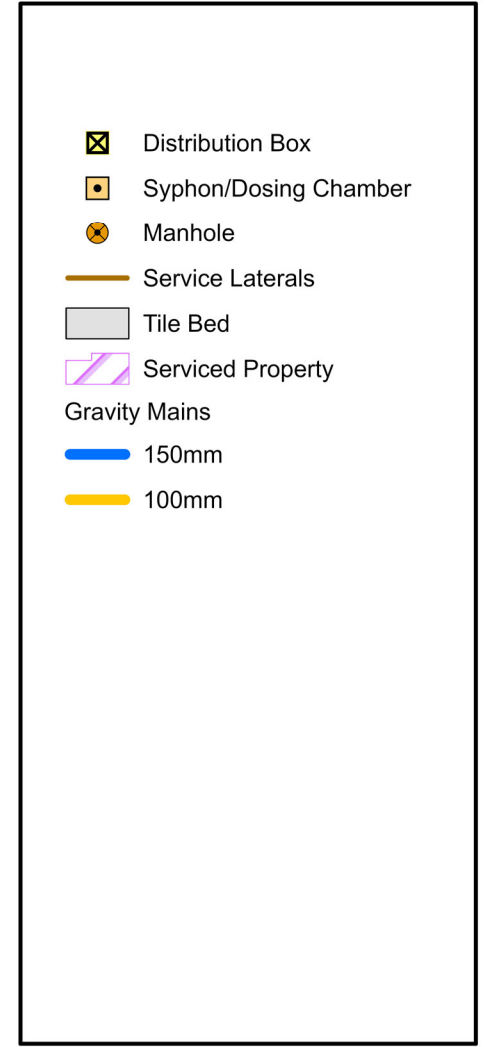 Distribution Box
Syphon/Dosing Chamber
Manhole
Service Laterals
Tile Bed
Serviced Property
Gravity Mains
150mm
100mm